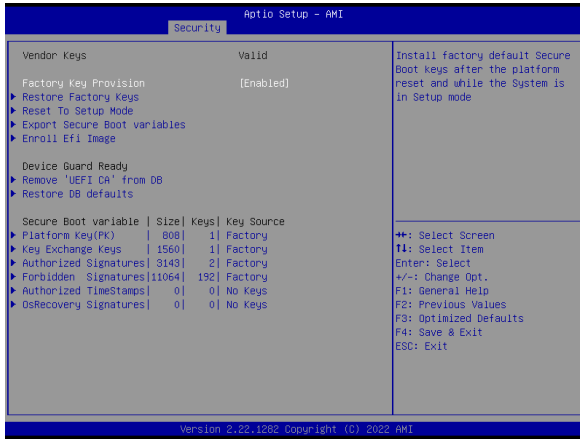 Aptio Setup – AMI
Security
Vendor Keys Valid
Factory Key Provision [Enabled]
Restore Factory Keys
Reset To Setup Mode
Export Secure Boot variables
Enroll Efi Image
Device Guard Ready
Remove 'UEFI CA' from DB
Restore DB defaults
Secure Boot variable | Size| Keys| Key Source
Platform Key(PK) | 808| 1| Factory
Key Exchange Keys | 1560| 1| Factory
Authorized Signatures| 3143| 2| Factory
Forbidden Signatures|11064| 192| Factory
Authorized TimeStamps| 0| 0| No Keys
OsRecovery Signatures| 0| 0| No Keys
Install factory default Secure
Boot keys after the platform
reset and while the System is
in Setup mode
→←: Select Screen
↑↓: Select Item
Enter: Select
+/-: Change Opt.
F1: General Help
F2: Previous Values
F3: Optimized Defaults
F4: Save & Exit
ESC: Exit
Version 2.22.1282 Copyright (C) 2022 AMI